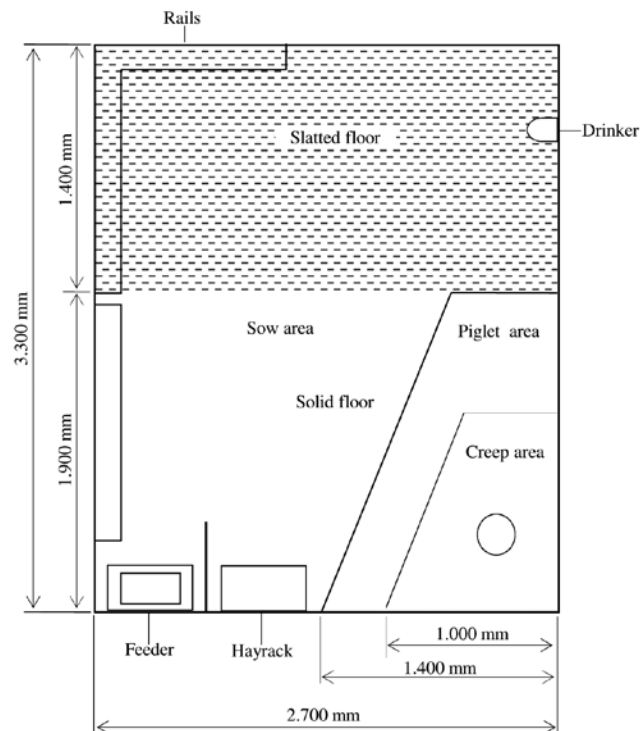 Rails
Slatted floor
Drinker
1.400 mm
3.300 mm
Sow area
Piglet area
Solid floor
1.900 mm
Creep area
Feeder
Hayrack
1.000 mm
1.400 mm
2.700 mm